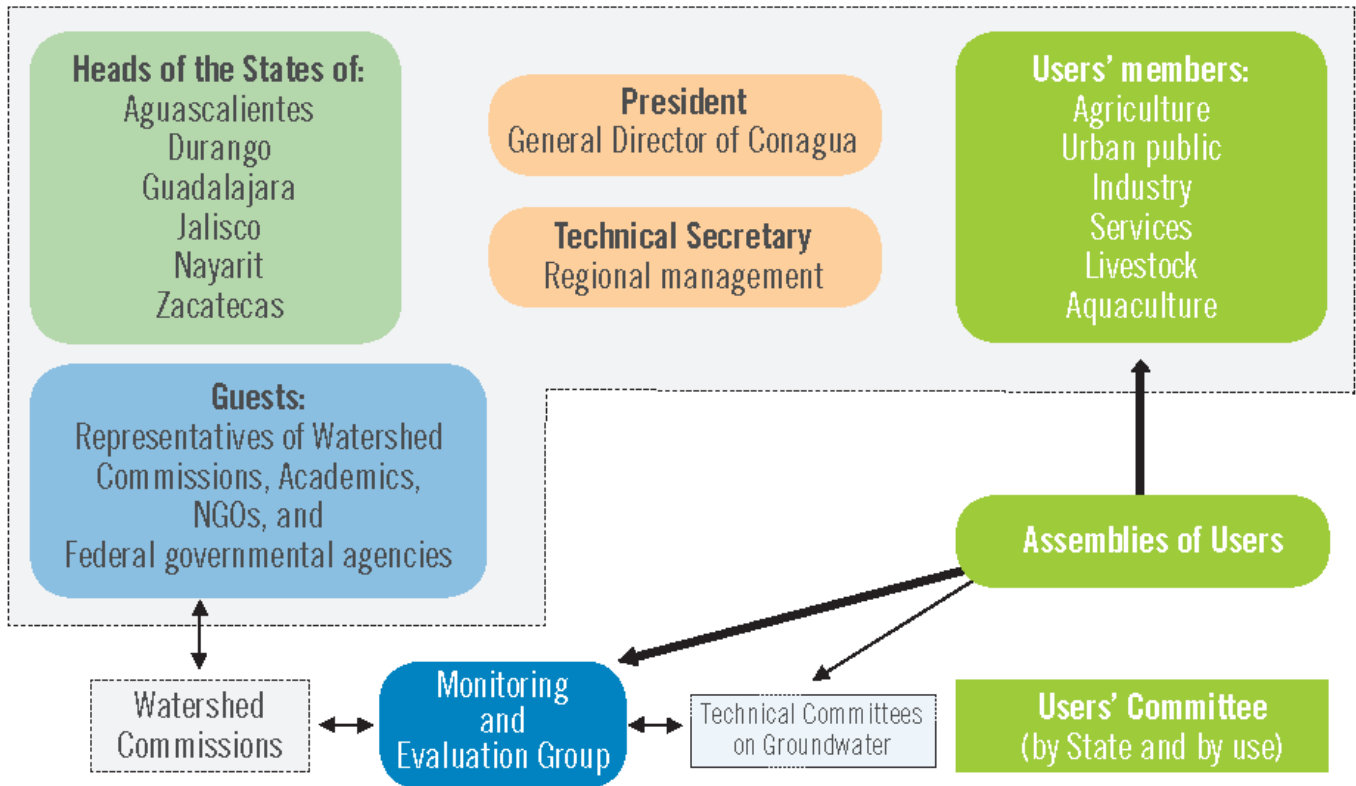 Heads of the States of:
Aguascalientes
Durango
Guadalajara
Jalisco
Nayarit
Zacatecas
President
General Director of Conagua
Technical Secretary
Regional management
Users’ members:
Agriculture
Urban public
Industry
Services
Livestock
Aquaculture
Guests:
Representatives of Watershed
Commissions, Academics,
NGOs, and
Federal governmental agencies
Assemblies of Users
Watershed
Commissions
Monitoring
and
Evaluation Group
Technical Committees
on Groundwater
Users’ Committee
(by State and by use)